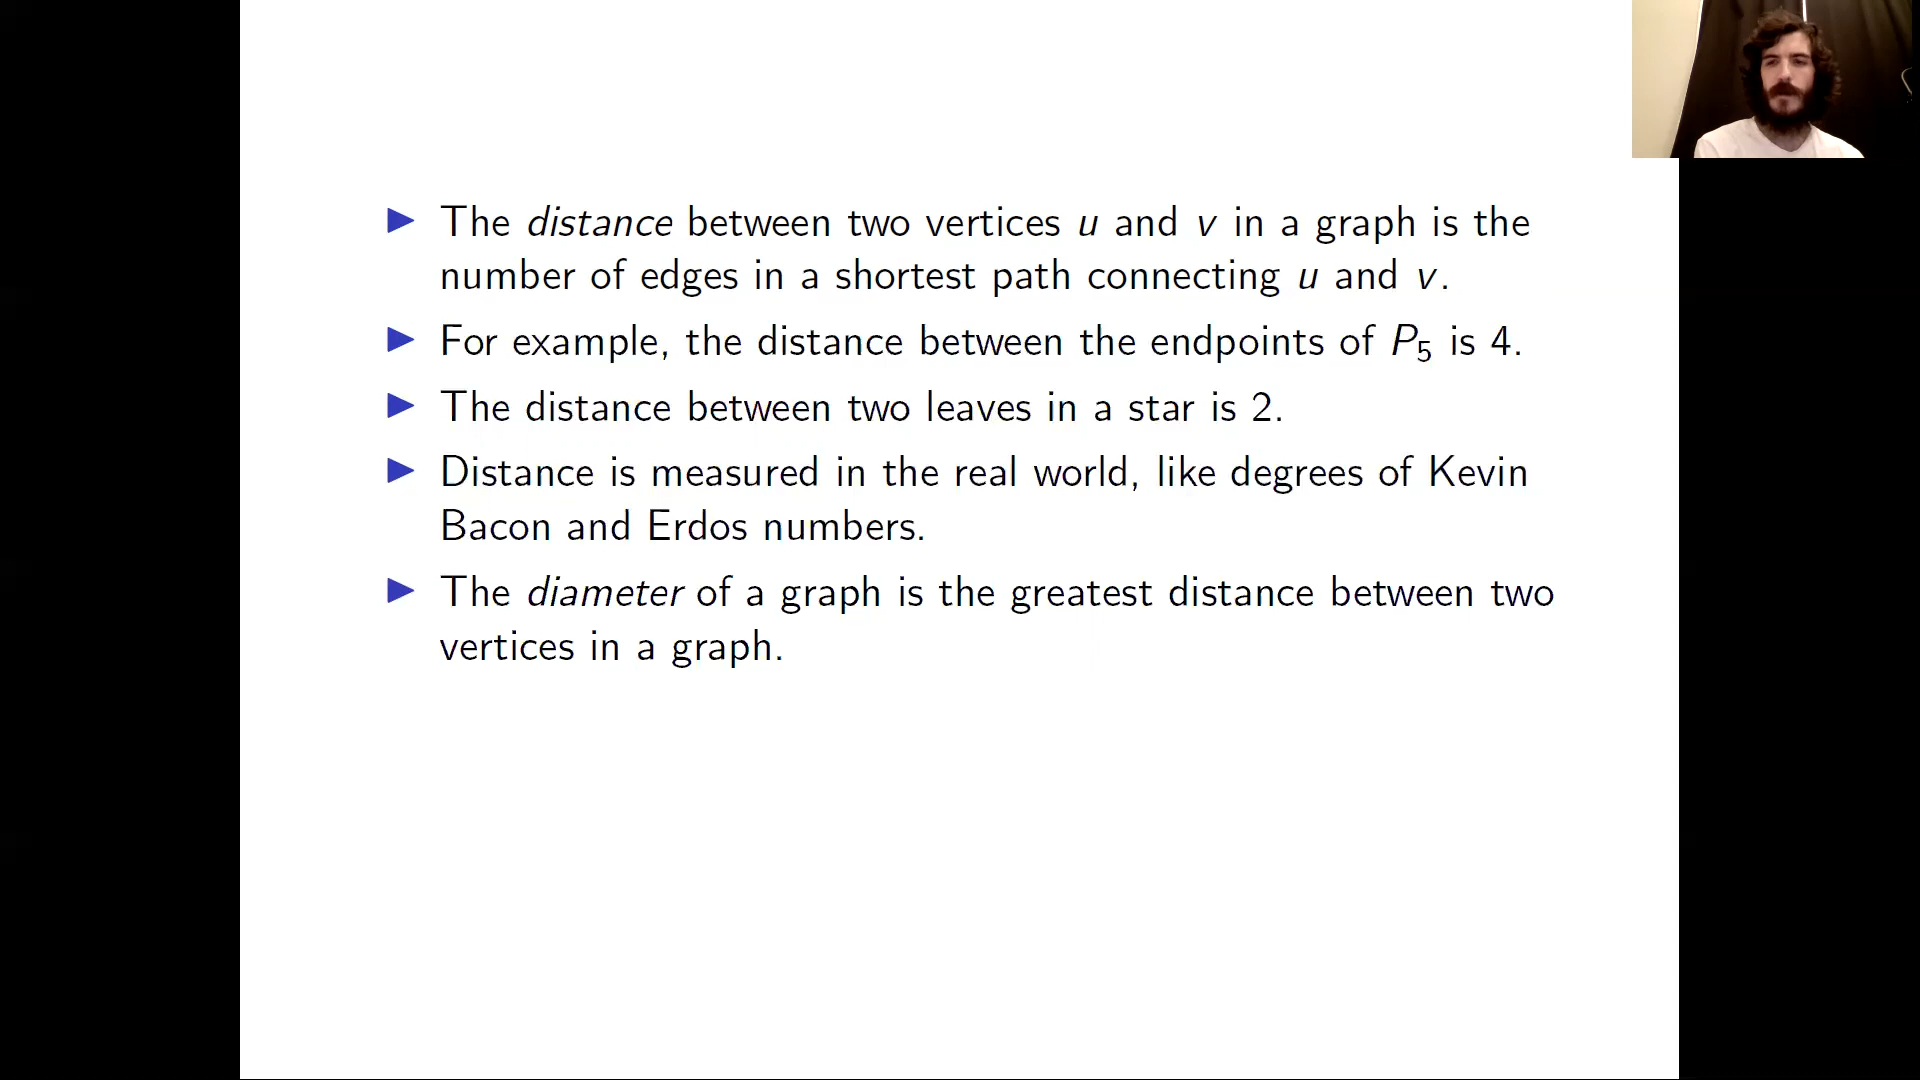 The distance between two vertices u and v in a graph is the
number of edges in a shortest path connecting u and v.
For example, the distance between the endpoints of P₅ is 4.
The distance between two leaves in a star is 2.
Distance is measured in the real world, like degrees of Kevin
Bacon and Erdos numbers.
The diameter of a graph is the greatest distance between two
vertices in a graph.